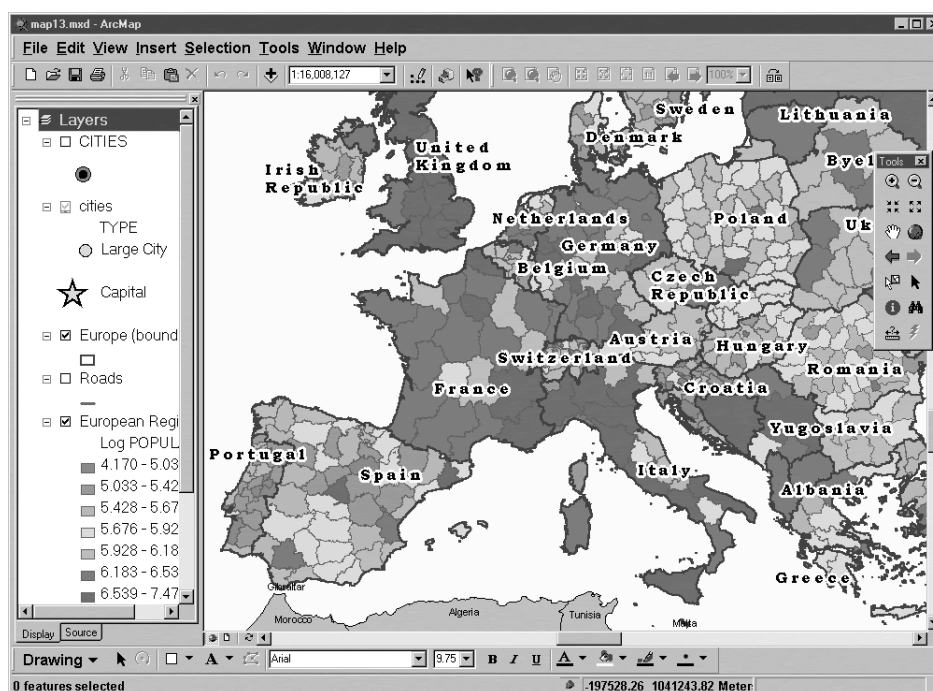 map13.mxd - ArcMap
File Edit View Insert Selection Tools Window Help
1:16,008,127
100%
Layers
CITIES
cities
TYPE
Large City
Capital
Europe (bound
Roads
European Regi
Log POPUL
4.170 - 5.03
5.033 - 5.42
5.428 - 5.67
5.676 - 5.92
5.928 - 6.18
6.183 - 6.53
6.539 - 7.47
Display Source
Sweden
Denmark
Lithuania
United
Kingdom
Irish
Republic
Byel
Tools
Netherlands
Poland
Uk
Germany
Belgium
Czech
Republic
Austria
Hungary
Switzerland
Romania
France
Croatia
Yugoslavia
Portugal
Spain
Italy
Albania
Greece
Gibraltar
Morocco
Algeria
Tunisia
Malta
Drawing
A
Arial
9.75
B I U
A
0 features selected
-197528.26 1041243.82 Meter